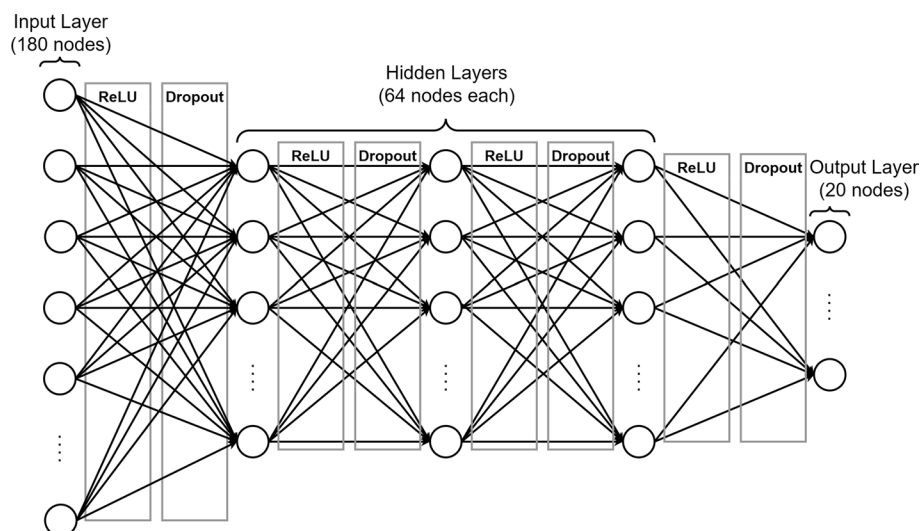 Input Layer
(180 nodes)
ReLU
Dropout
Hidden Layers
(64 nodes each)
ReLU
Dropout
ReLU
Dropout
ReLU
Dropout
Output Layer
(20 nodes)